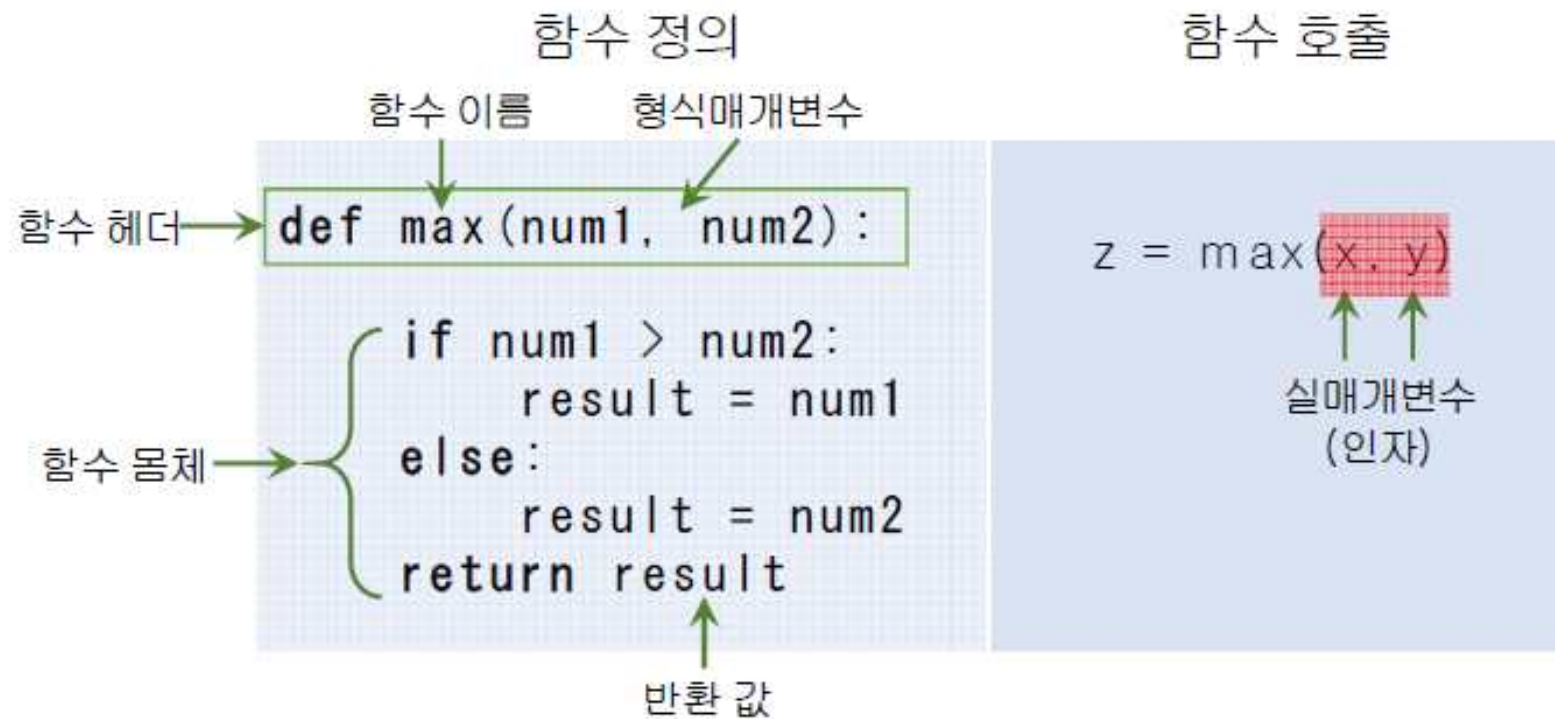 함수 정의
함수 호출
함수 이름
형식매개변수
함수 헤더
def max(num1, num2):
z = max(x, y)
if num1 > num2:
result = num1
실매개변수
(인자)
함수 몸체
else:
result = num2
return result
반환 값